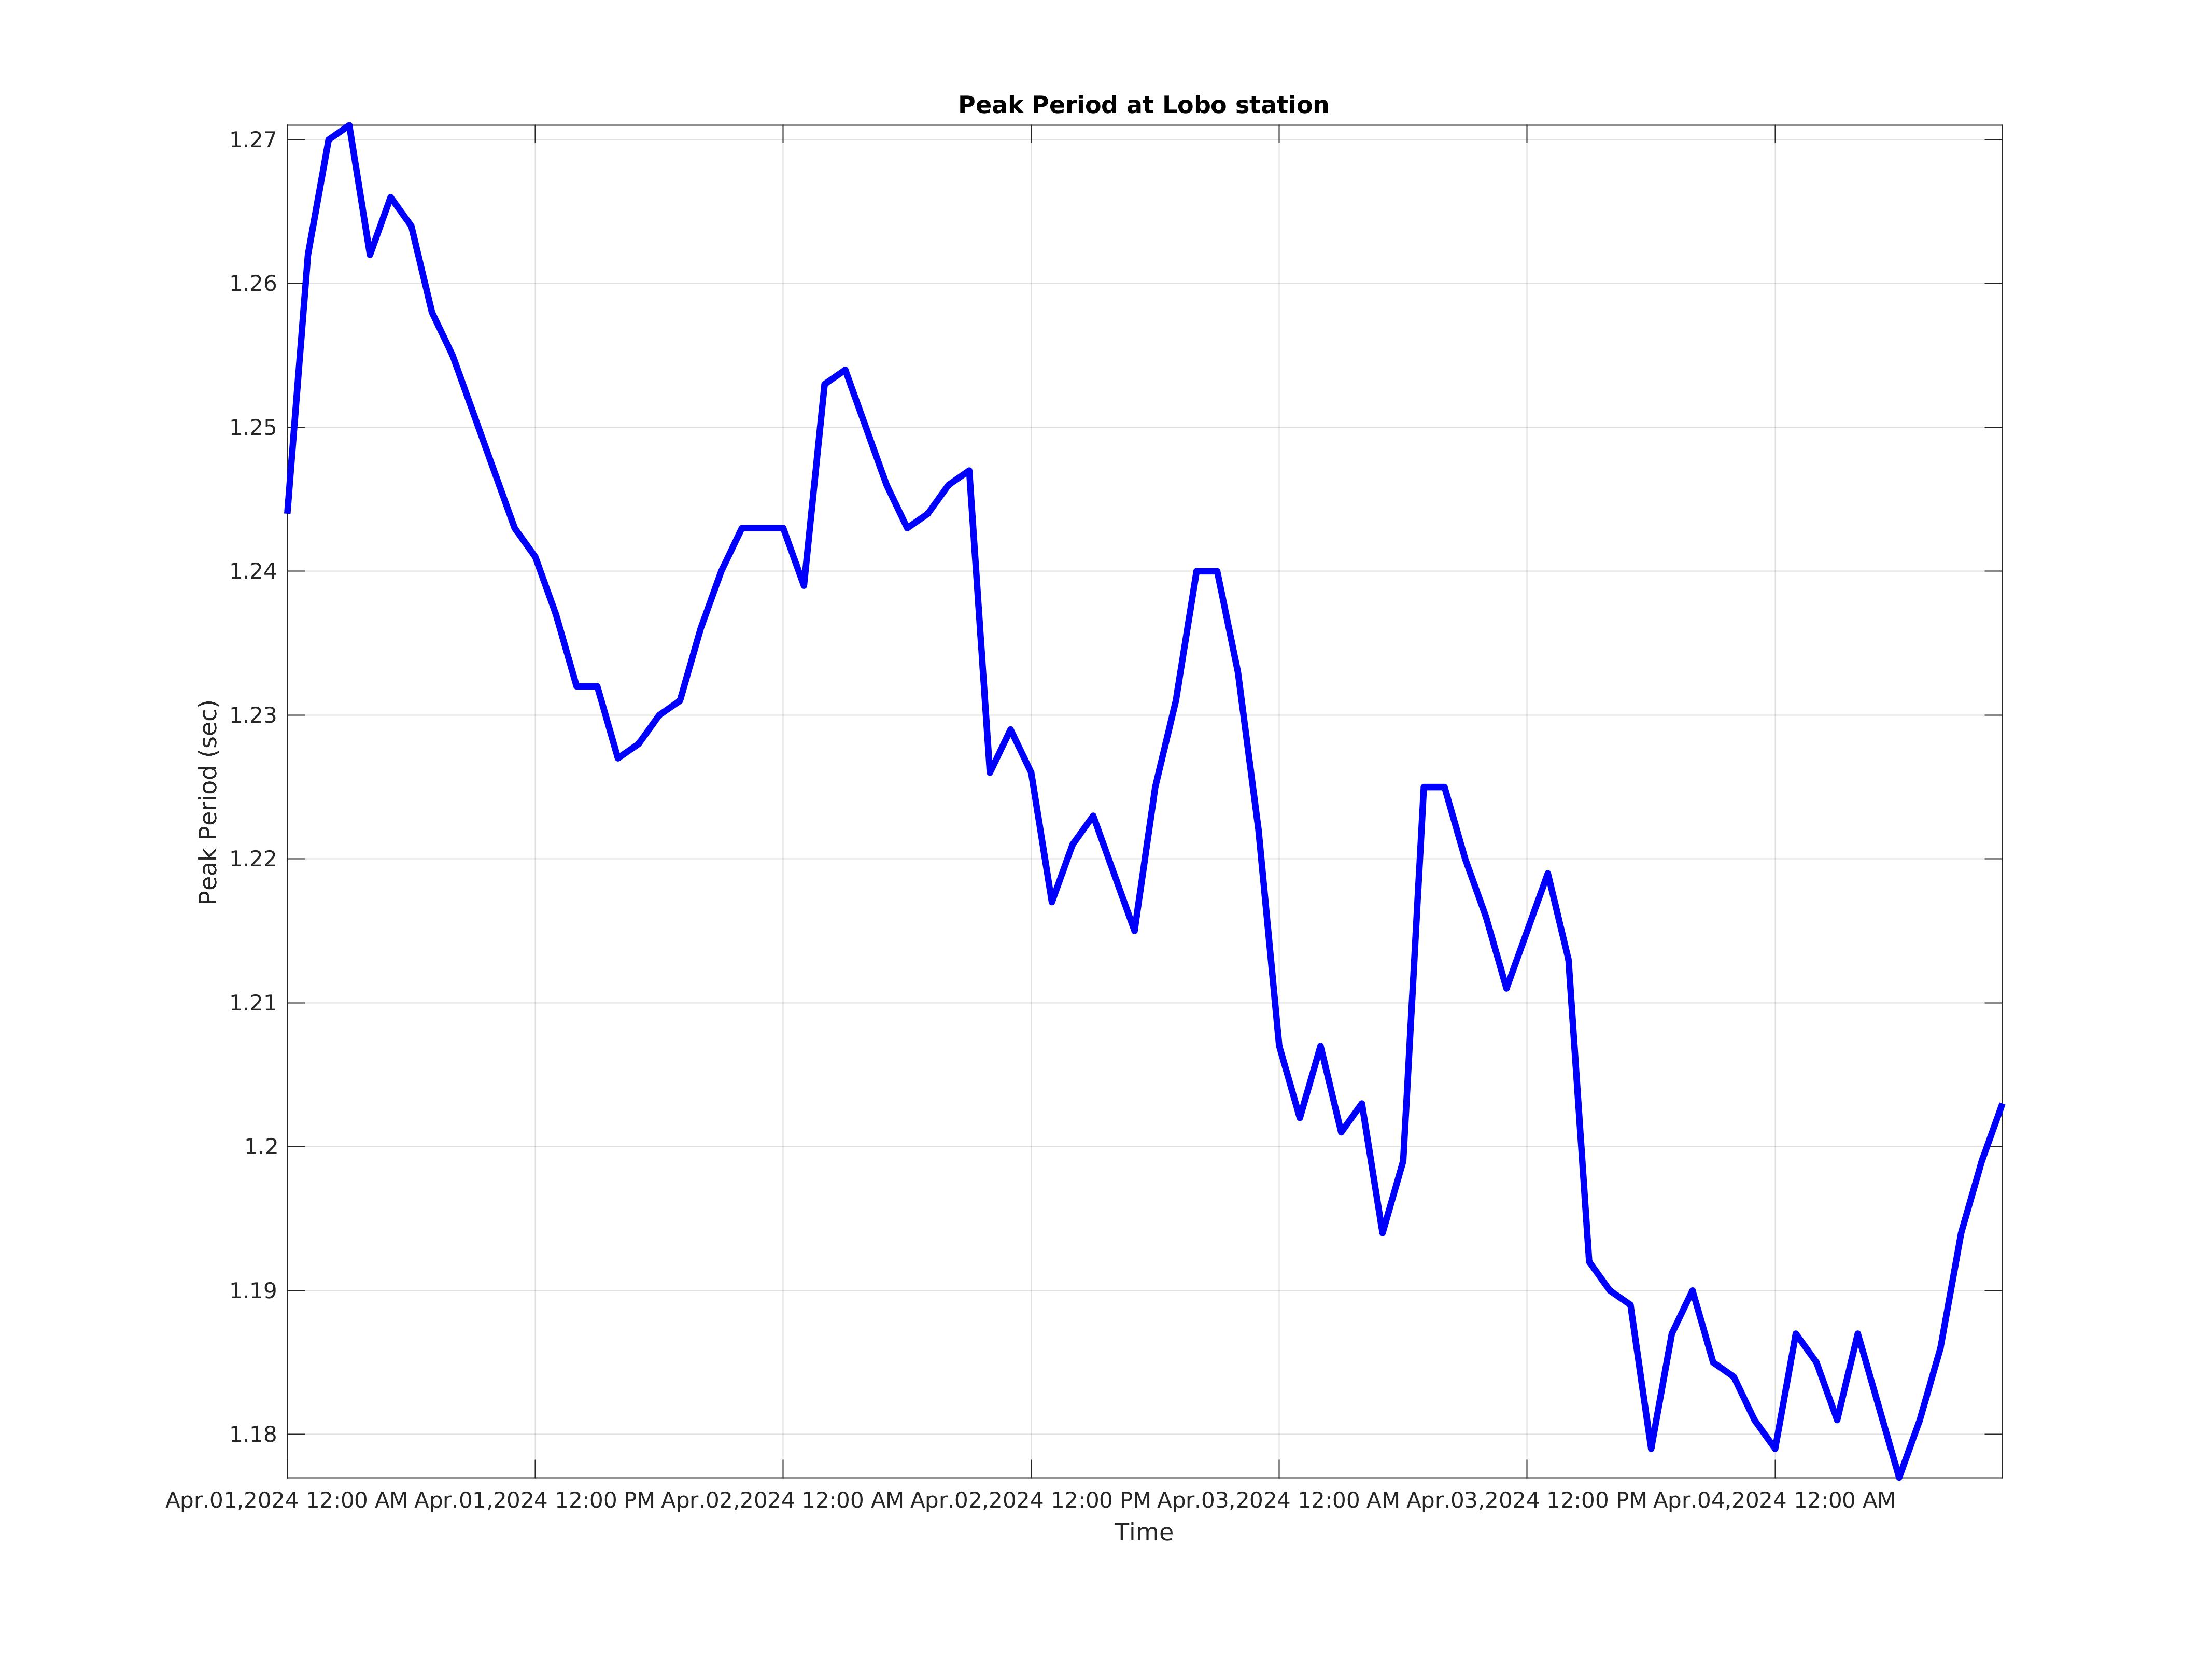 Peak Period at Lobo station
1.27
1.26
1.25
1.24
1.23
1.22
1.21
1.2
1.19
1.18
Peak Period (sec)
Apr.01,2024 12:00 AM Apr.01,2024 12:00 PM Apr.02,2024 12:00 AM Apr.02,2024 12:00 PM Apr.03,2024 12:00 AM Apr.03,2024 12:00 PM Apr.04,2024 12:00 AM
Time